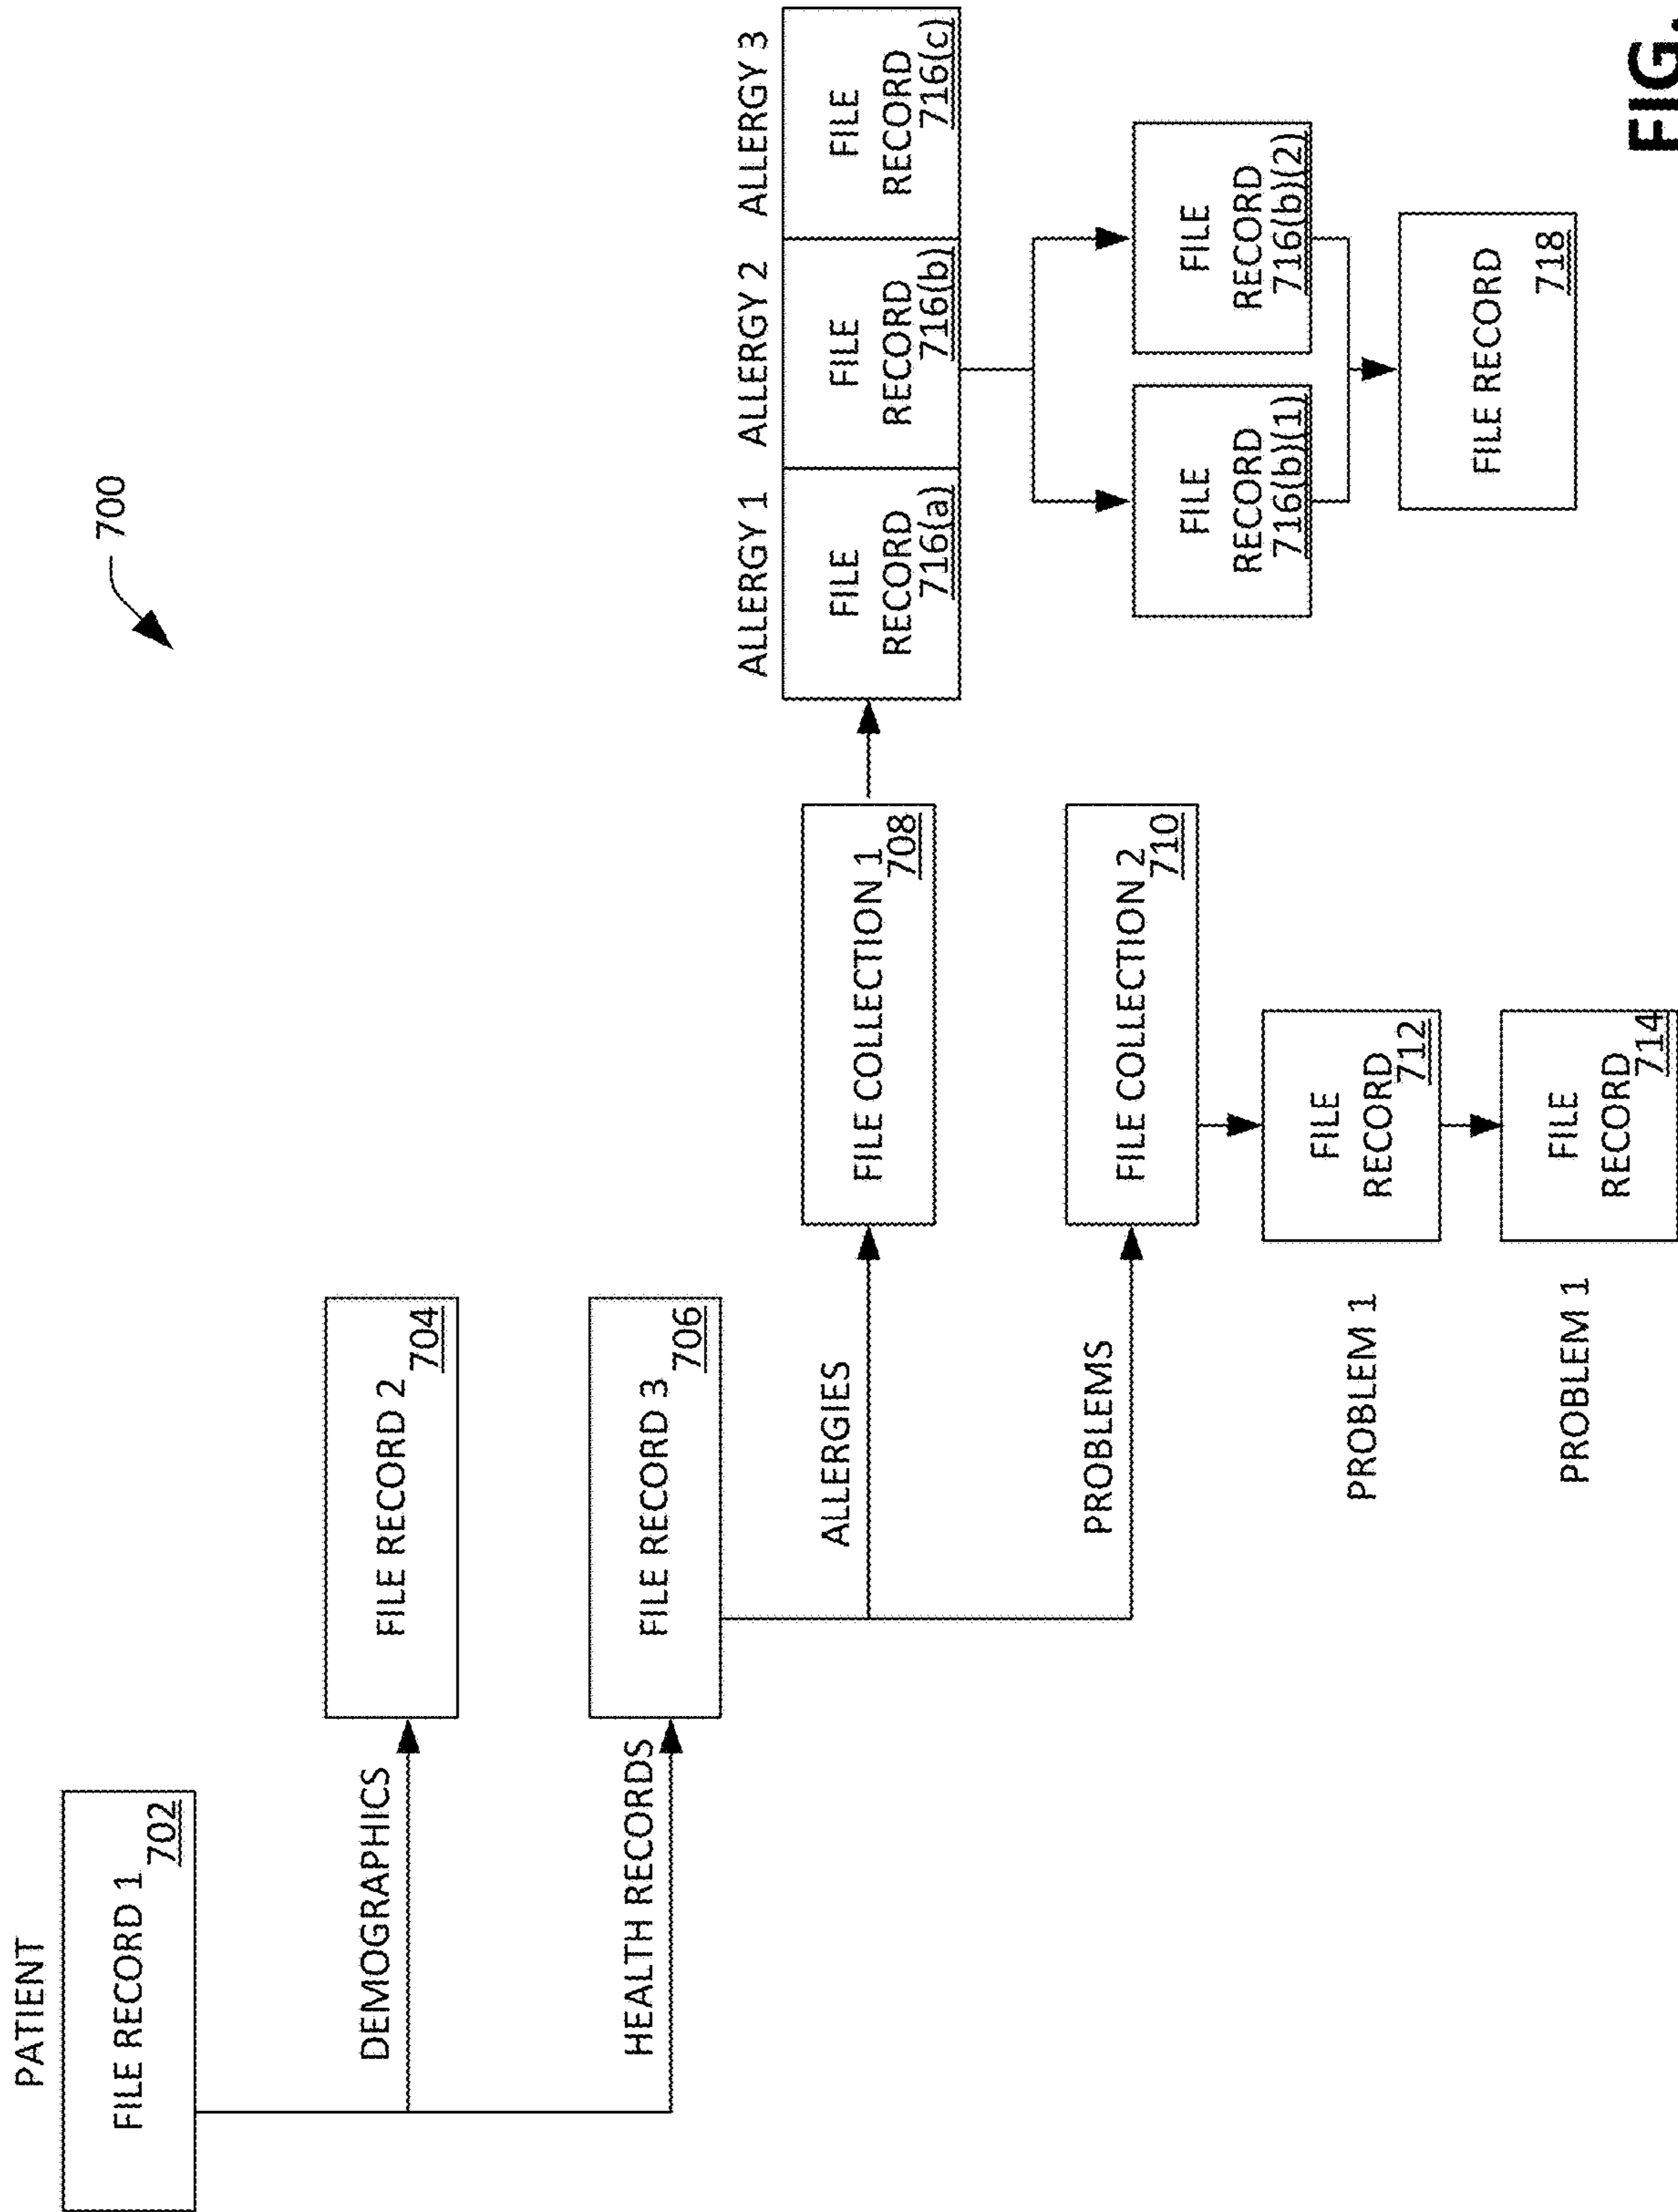 700
PATIENT
FILE RECORD 1
702
DEMOGRAPHICS
FILE RECORD 2
704
HEALTH RECORDS
FILE RECORD 3
706
ALLERGIES
FILE COLLECTION 1
708
ALLERGY 1
ALLERGY 2
ALLERGY 3
FILE
RECORD
716(a)
FILE
RECORD
716(b)
FILE
RECORD
716(c)
PROBLEMS
FILE COLLECTION 2
710
FILE
RECORD
716(b)(1)
FILE
RECORD
716(b)(2)
PROBLEM 1
FILE
RECORD
712
FILE RECORD
718
PROBLEM 1
FILE
RECORD
714
FIG.